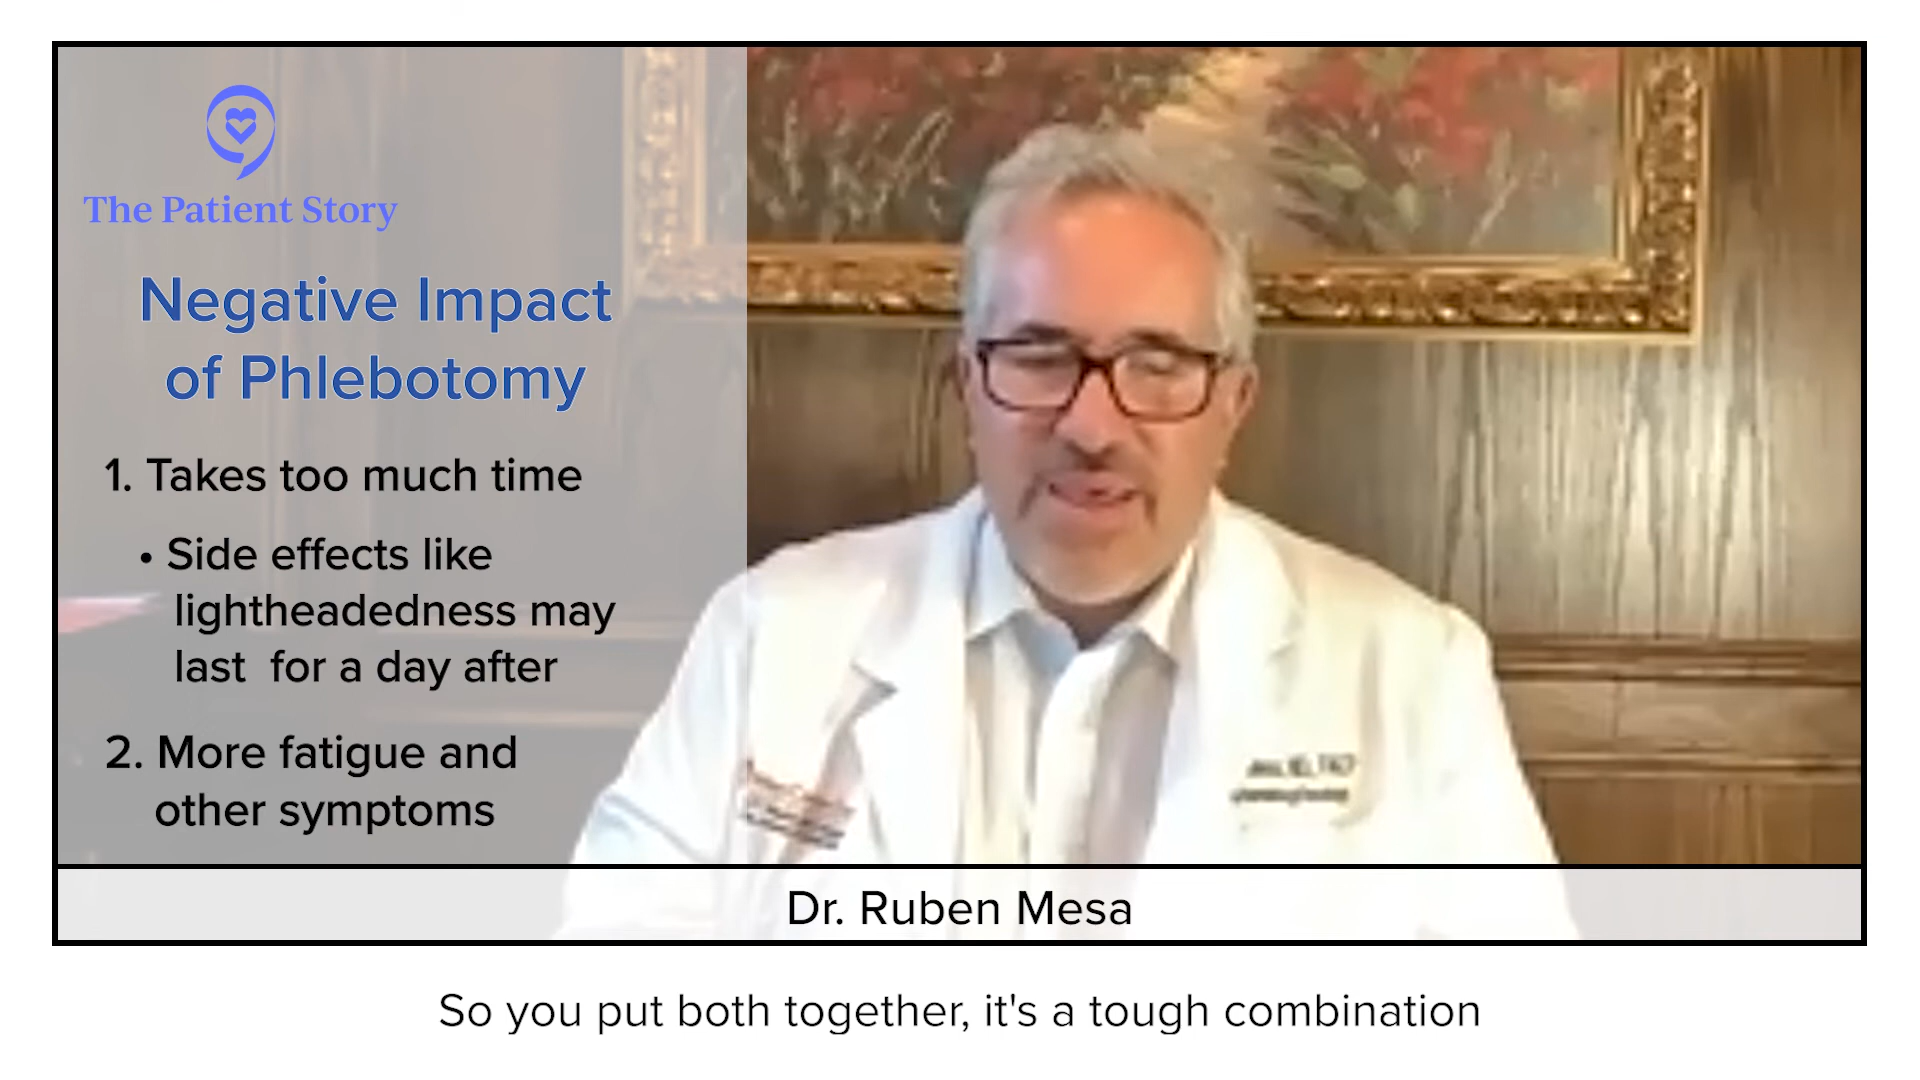 The Patient Story
Negative Impact
of Phlebotomy
1. Takes too much time
• Side effects like
lightheadedness may
last for a day after
2. More fatigue and
other symptoms
Dr. Ruben Mesa
So you put both together, it's a tough combination